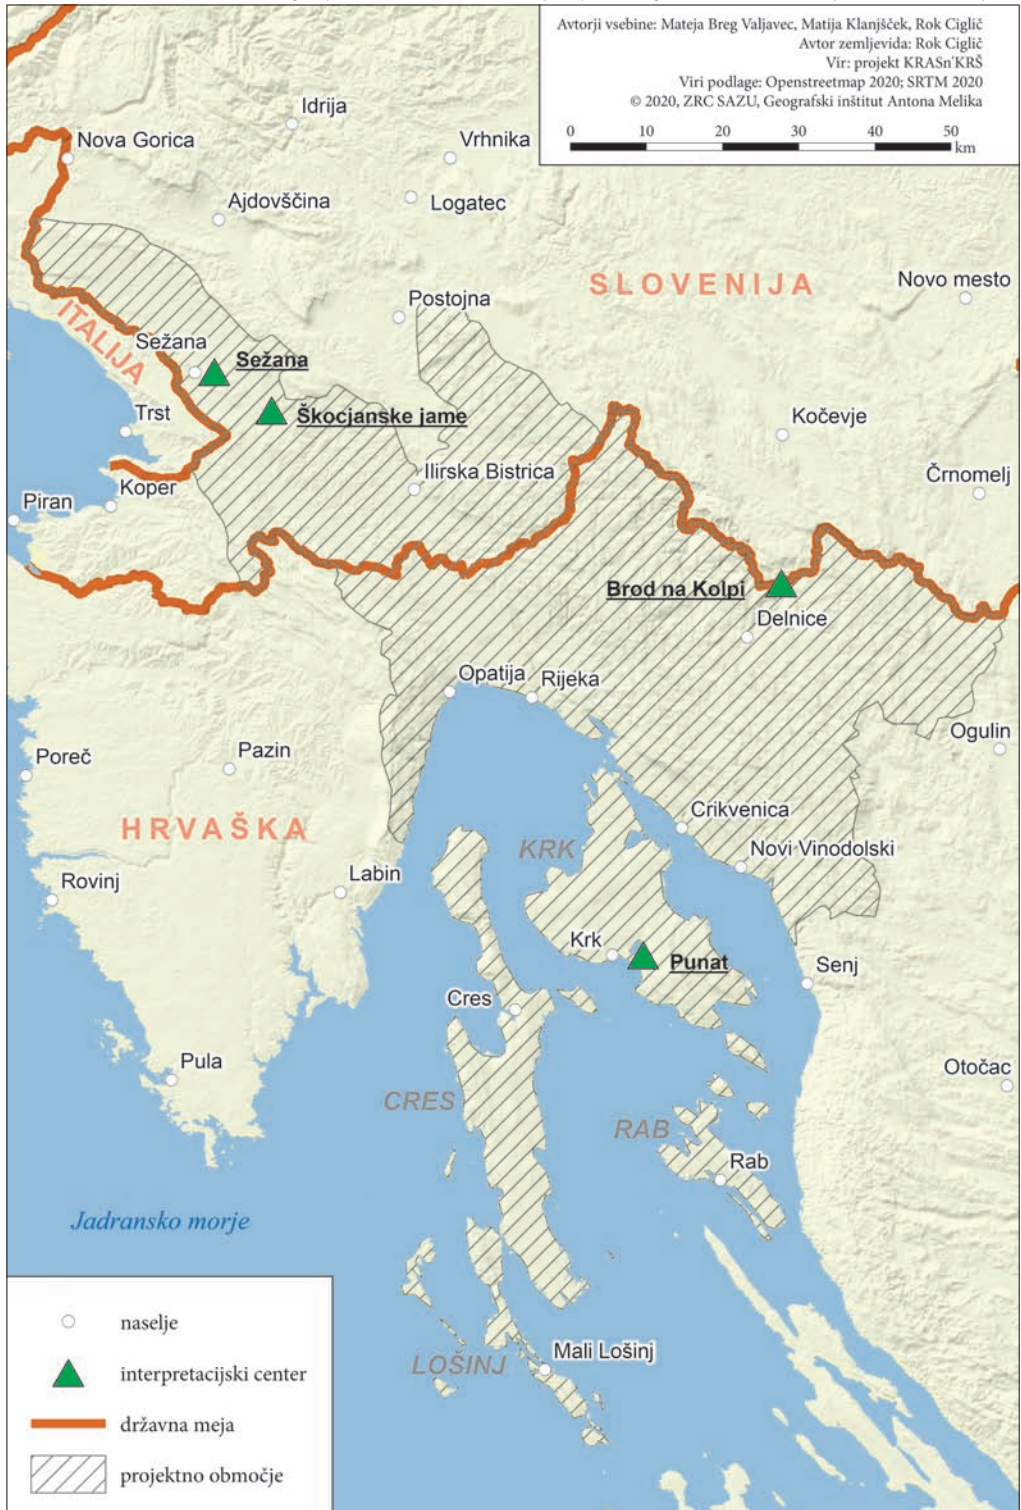 Avtorji vsebine: Mateja Breg Valjavec, Matija Klanjšček, Rok Ciglič
Avtor zemljevida: Rok Ciglič
Vir: projekt KRASn'KRŠ
Viri podlage: Openstreetmap 2020; SRTM 2020
© 2020, ZRC SAZU, Geografski inštitut Antona Melika
0 10 20 30 40 50
km
Idrija
Nova Gorica
Vrhnika
Ajdovščina
Logatec
SLOVENIJA
Novo mesto
Postojna
ITALIJA
Sežana
Sežana
Trst
Škocjanske jame
Kočevje
Ilirska Bistrica
Črnomelj
Koper
Piran
Brod na Kolpi
Delnice
Opatija
Rijeka
Ogulin
Poreč
Pazin
HRVAŠKA
Crikvenica
KRK
Novi Vinodolski
Labin
Rovinj
Krk
Punat
Senj
Cres
Pula
Otočac
CRES
RAB
Rab
Jadransko morje
LOŠINJ
Mali Lošinj
naselje
interpretacijski center
državna meja
projektno območje